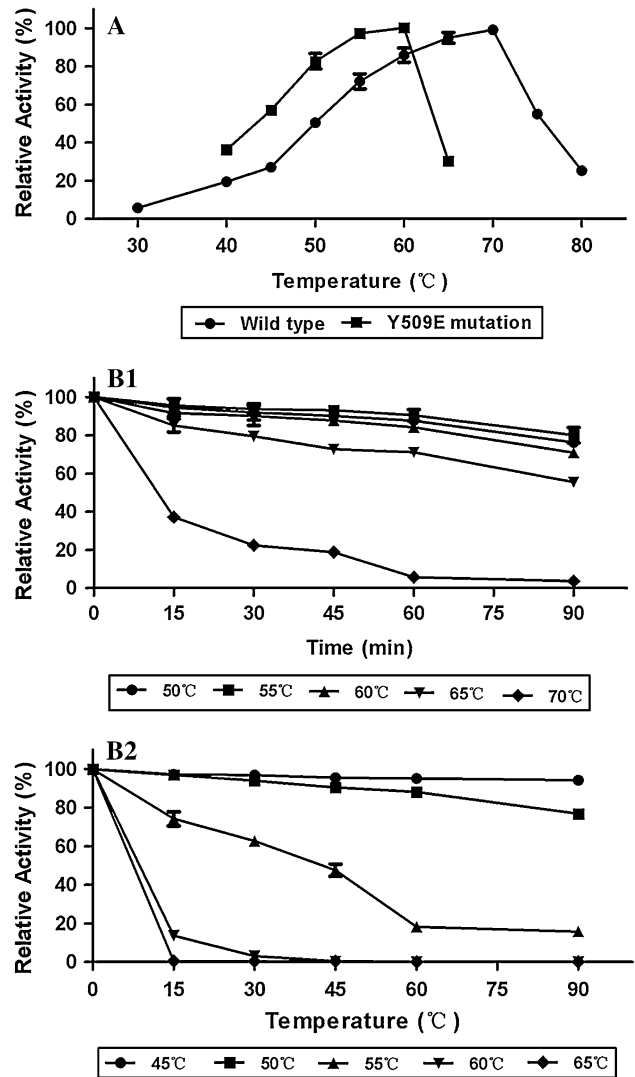 A
Relative Activity (%)
100
80
60
40
20
0
30 40 50 60 70 80
Temperature (℃)
Wild type Y509E mutation
B1
Relative Activity (%)
100
80
60
40
20
0
0 15 30 45 60 75 90
Time (min)
50℃ 55℃ 60℃ 65℃ 70℃
B2
Relative Activity (%)
100
80
60
40
20
0
0 15 30 45 60 75 90
Temperature (℃)
45℃ 50℃ 55℃ 60℃ 65℃